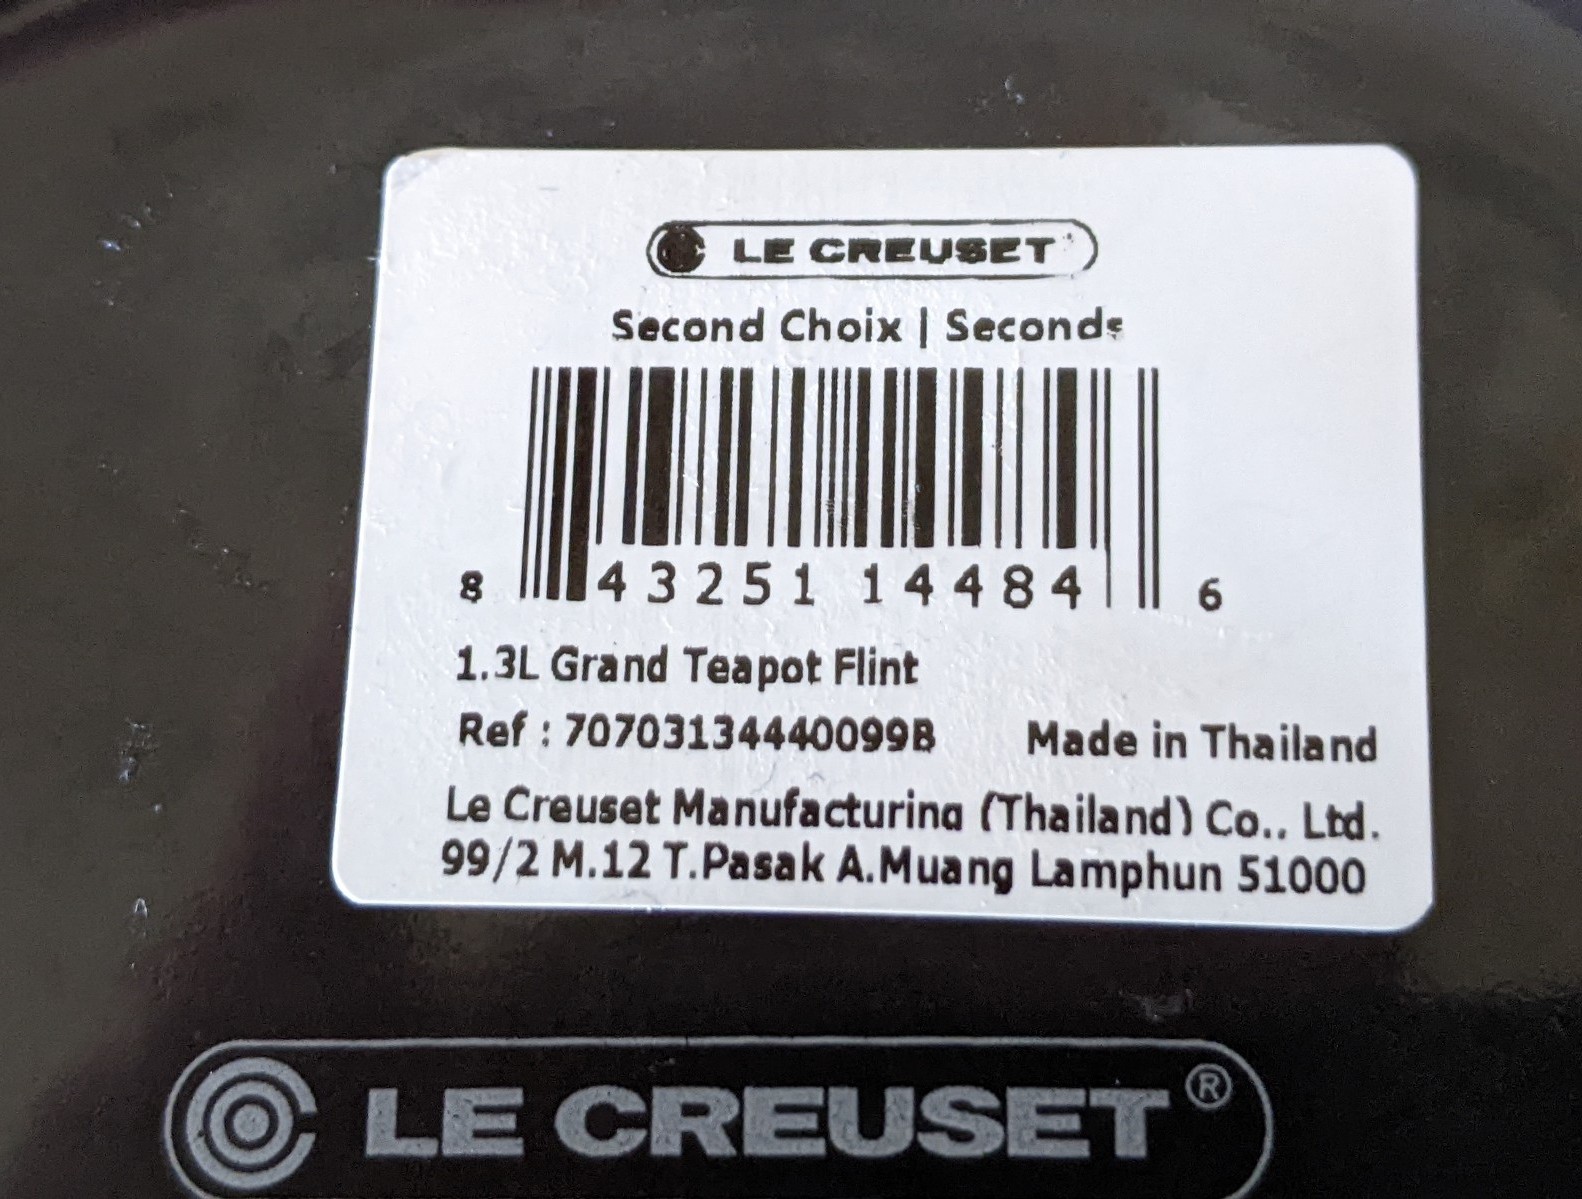 LE CREUSET
Second Choix | Seconds
8 43251 14484 6
1.3L Grand Teapot Flint
Ref : 70703134440099B Made in Thailand
Le Creuset Manufacturing (Thailand) Co., Ltd.
99/2 M.12 T.Pasak A.Muang Lamphun 51000
LE CREUSET®